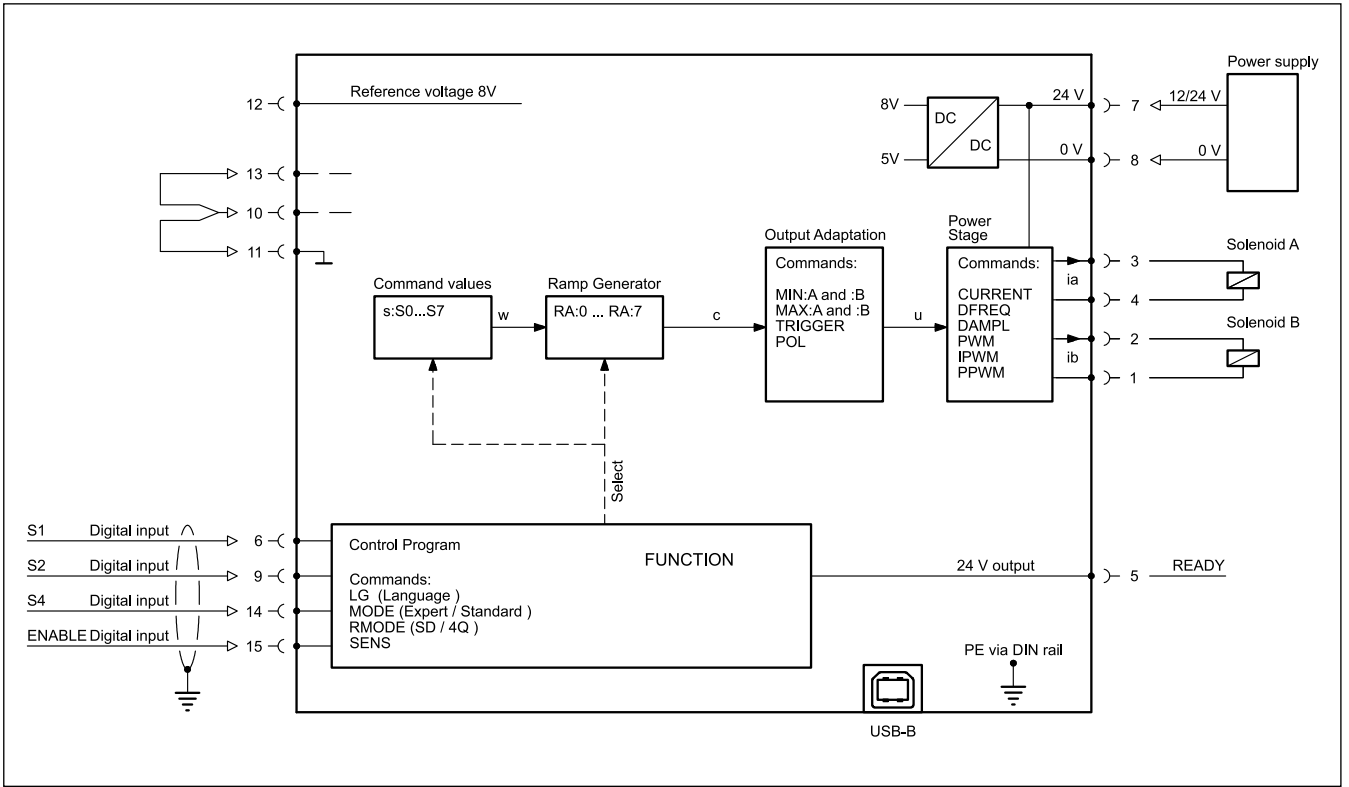 Power supply
12 Reference voltage 8V
8V DC DC 24 V 7 12/24 V
5V 0 V 8 0 V
13
10
11
Command values
s:S0...S7
w
Ramp Generator
RA:0 ... RA:7
c
Output Adaptation
Commands:
MIN:A and :B
MAX:A and :B
TRIGGER
POL
u
Power
Stage
Commands:
CURRENT
DFREQ
DAMPL
PWM
IPWM
PPWM
ia
ib
3
4
2
1
Solenoid A
Solenoid B
Select
S1 Digital input 6
S2 Digital input 9
S4 Digital input 14
ENABLE Digital input 15
Control Program
FUNCTION
Commands:
LG (Language )
MODE (Expert / Standard )
RMODE (SD / 4Q )
SENS
24 V output 5 READY
PE via DIN rail
USB-B